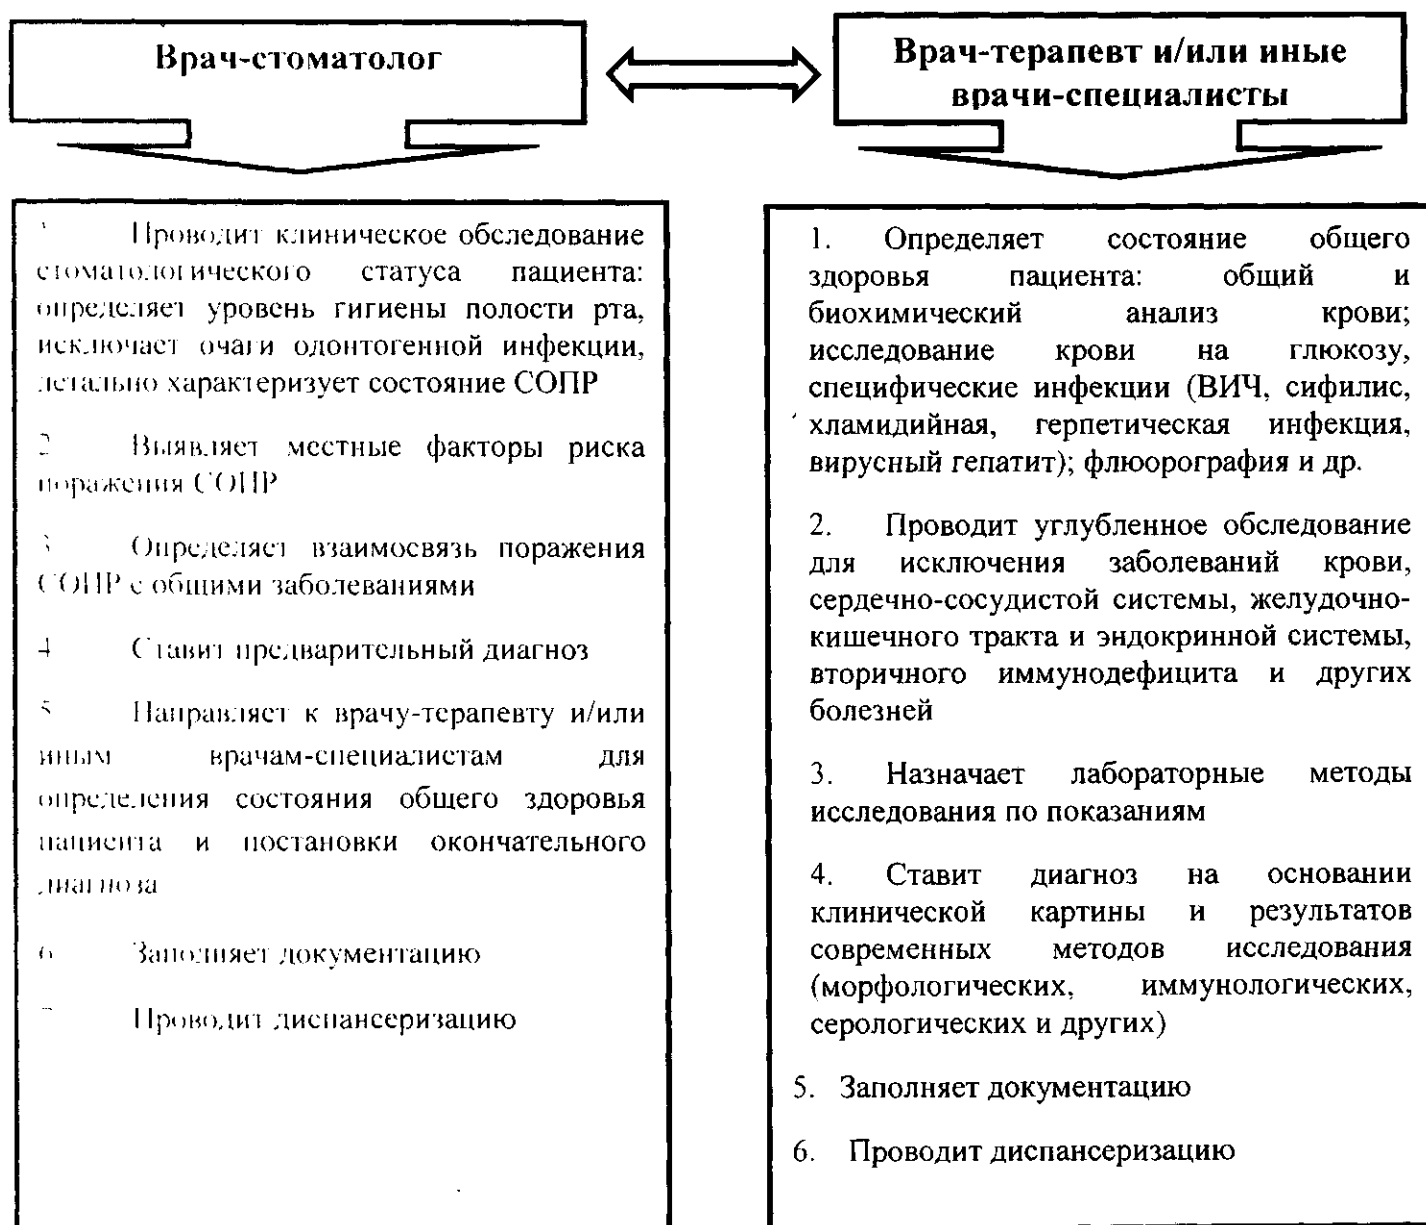 Врач-стоматолог
Врач-терапевт и/или иные
врачи-специалисты
1 Проводит клиническое обследование
стоматологического статуса пациента:
определяет уровень гигиены полости рта,
исключает очаги одонтогенной инфекции,
детально характеризует состояние СОПР
2 Выявляет местные факторы риска
поражения СОПР
3 Определяет взаимосвязь поражения
СОПР с общими заболеваниями
4 Ставит предварительный диагноз
5 Направляет к врачу-терапевту и/или
иным врачам-специалистам для
определения состояния общего здоровья
пациента и постановки окончательного
диагноза
6 Заполняет документацию
7 Проводит диспансеризацию
1. Определяет состояние общего
здоровья пациента: общий и
биохимический анализ крови;
исследование крови на глюкозу,
специфические инфекции (ВИЧ, сифилис,
хламидийная, герпетическая инфекция,
вирусный гепатит); флюорография и др.
2. Проводит углубленное обследование
для исключения заболеваний крови,
сердечно-сосудистой системы, желудочно-
кишечного тракта и эндокринной системы,
вторичного иммунодефицита и других
болезней
3. Назначает лабораторные методы
исследования по показаниям
4. Ставит диагноз на основании
клинической картины и результатов
современных методов исследования
(морфологических, иммунологических,
серологических и других)
5. Заполняет документацию
6. Проводит диспансеризацию